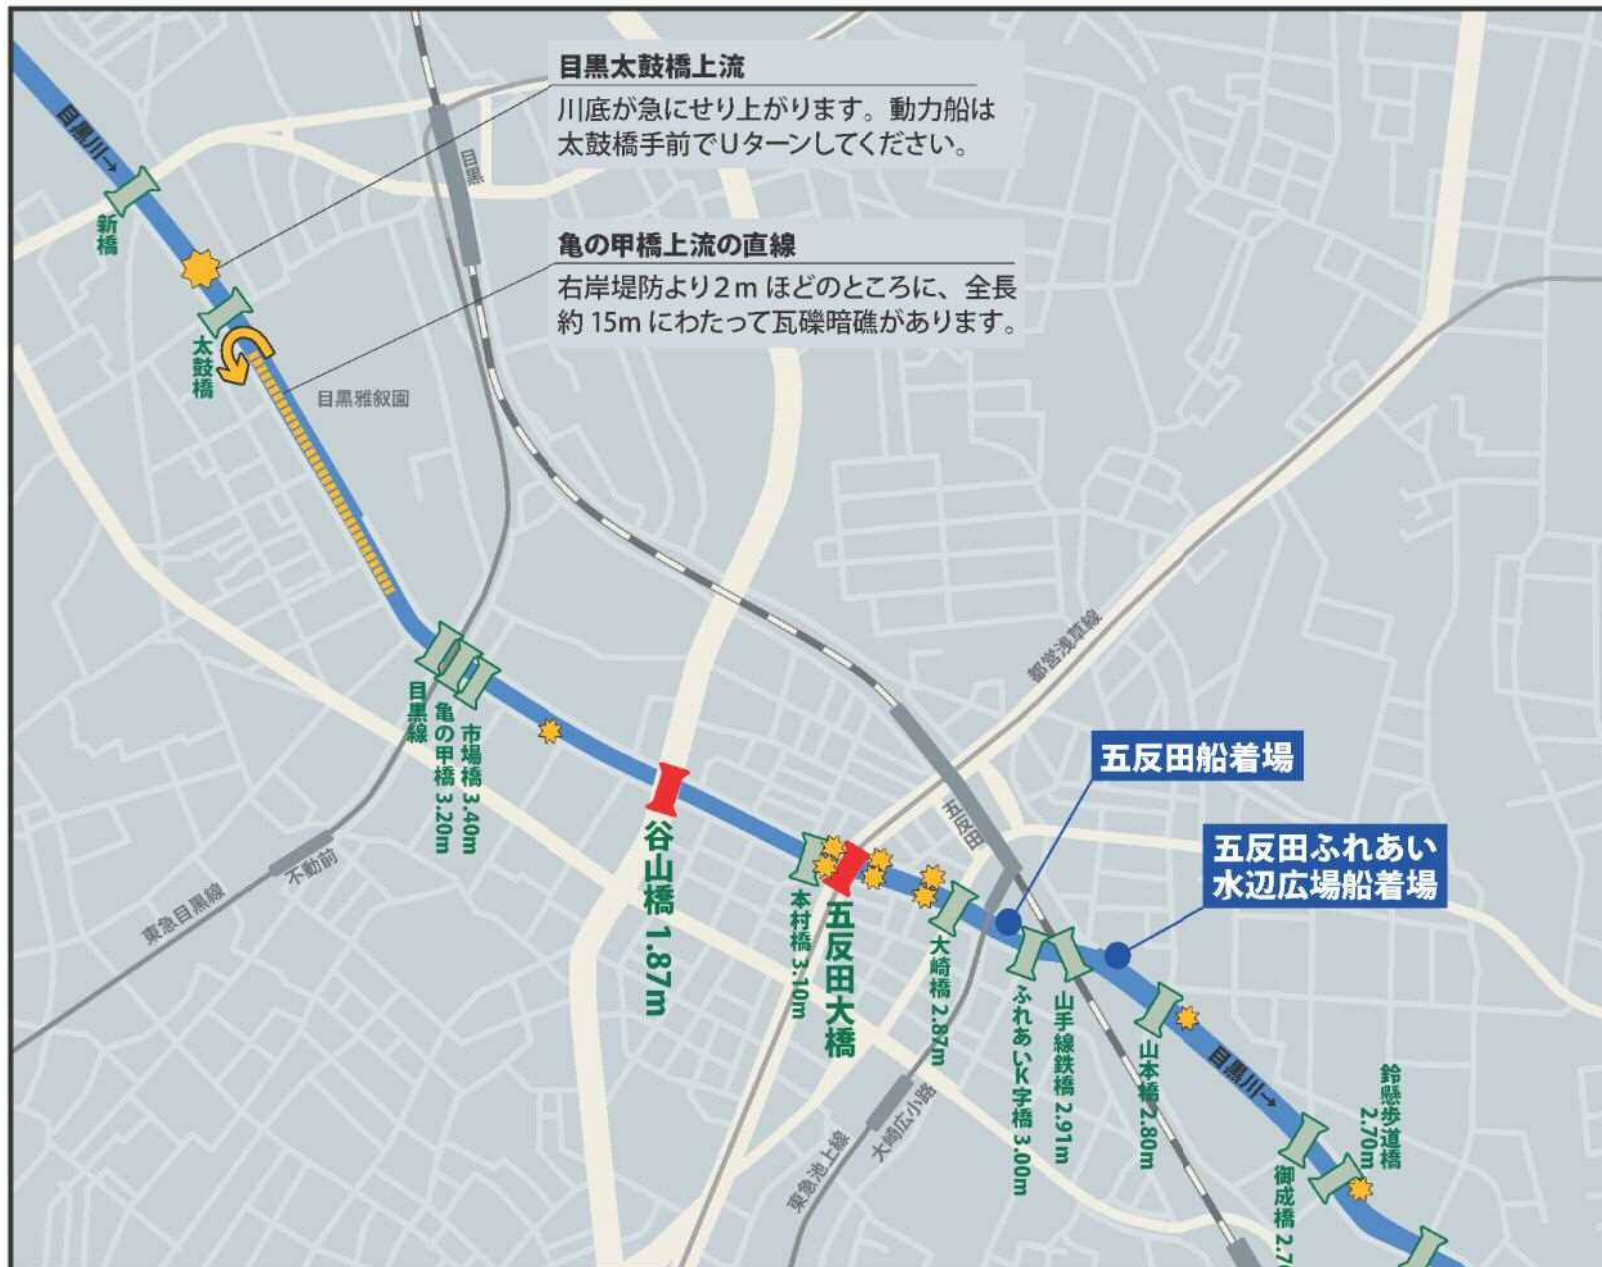 目黒太鼓橋上流
川底が急にせり上がります。動力船は
太鼓橋手前でUターンしてください。
目黒川→
目黒
新橋
亀の甲橋上流の直線
右岸堤防より2m ほどのところに、全長
約 15m にわたって瓦礫暗礁があります。
太鼓橋
目黒雅叙園
都営浅草線
目黒線
亀の甲橋 3.20m
市場橋 3.40m
五反田船着場
五反田
谷山橋 1.87m
五反田ふれあい
水辺広場船着場
不動前
東急目黒線
本村橋 3.10m
五反田大橋
大崎橋 2.87m
ふれあいK字橋 3.00m
山手線鉄橋 2.91m
山本橋 2.80m
目黒川→
鈴懸歩道橋
2.70m
大崎広小路
東急池上線
御成橋